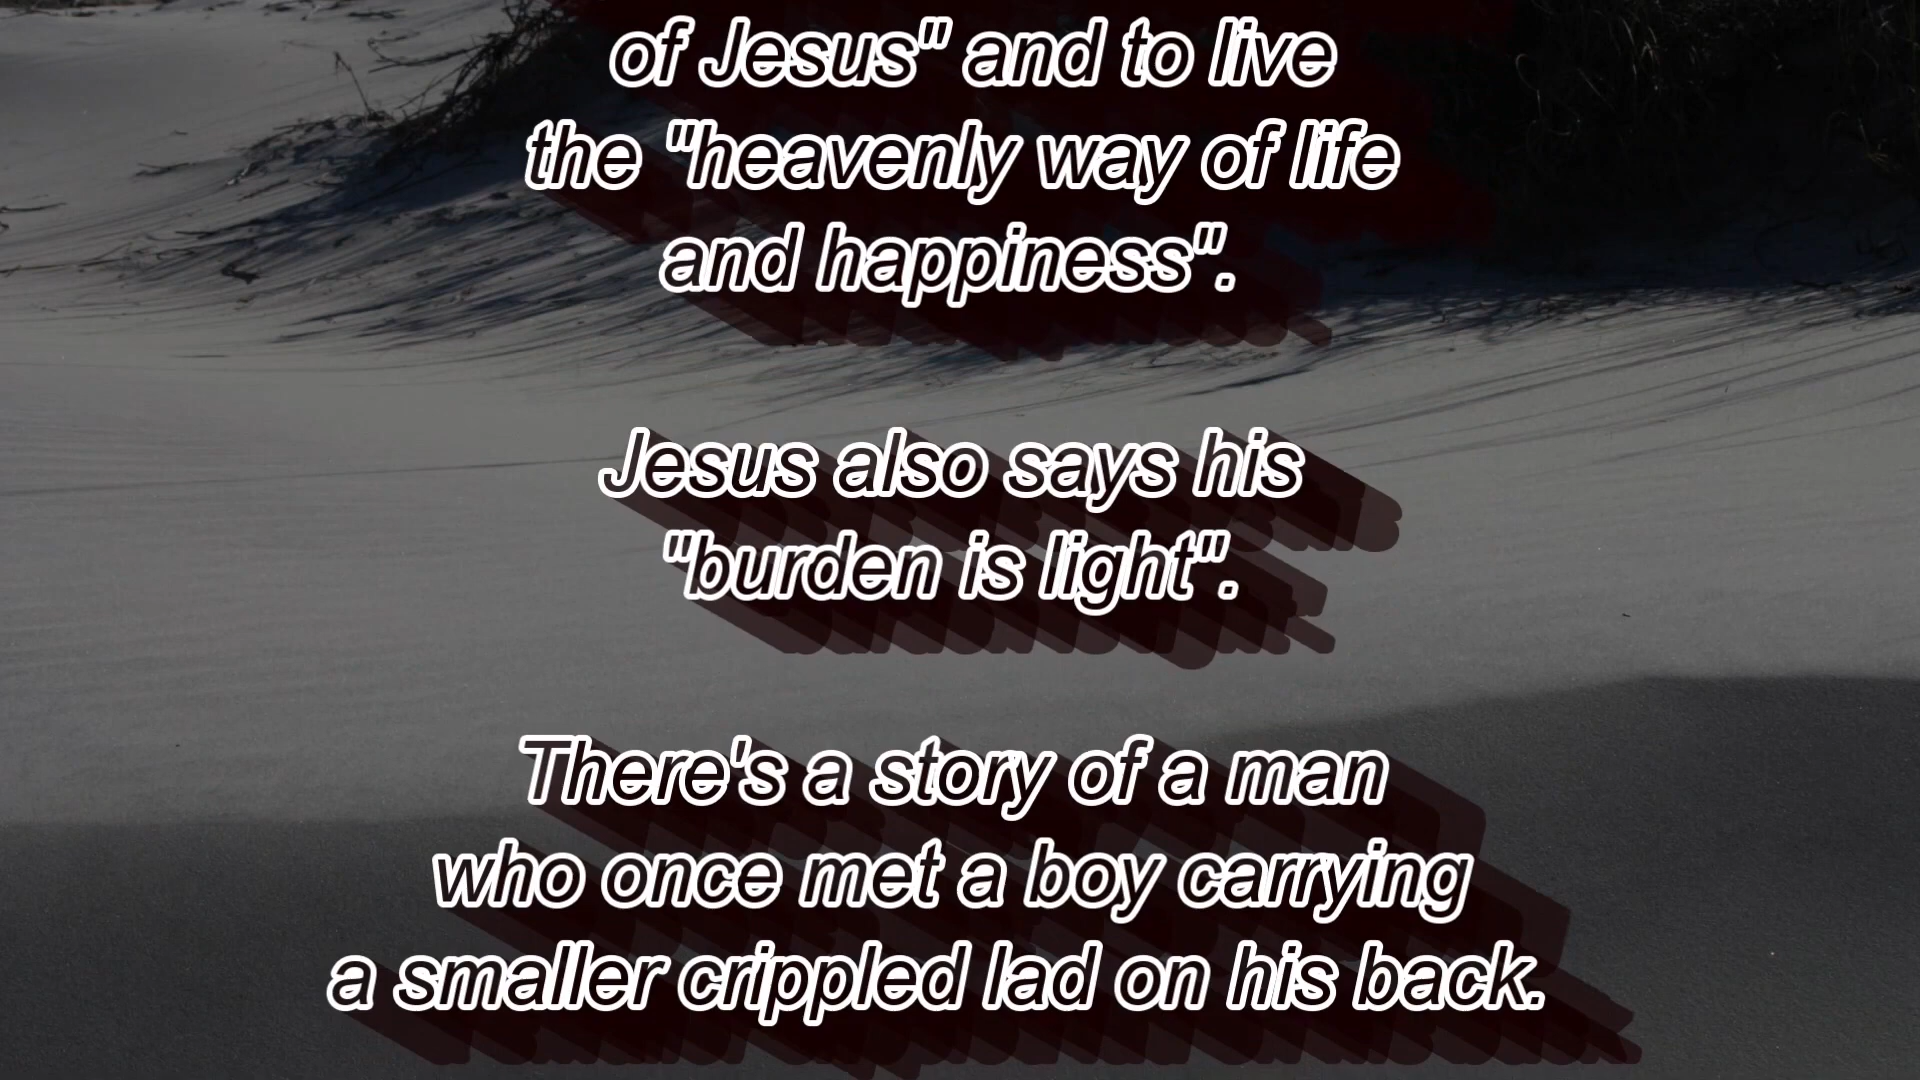 of Jesus" and to live
the "heavenly way of life
and happiness".
Jesus also says his
"burden is light".
There's a story of a man
who once met a boy carrying
a smaller crippled lad on his back.